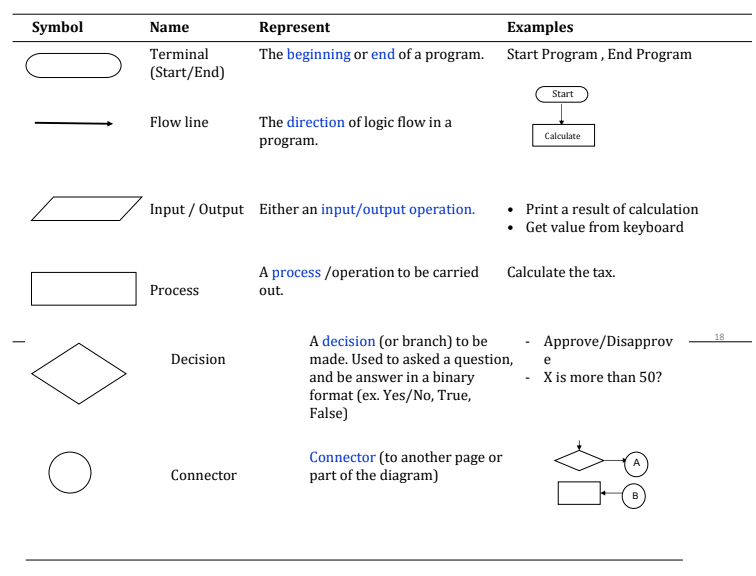 Symbol Name Represent Examples
Terminal The beginning or end of a program. Start Program , End Program
(Start/End)
Start
Flow line The direction of logic flow in a
program.
Calculate
Input / Output Either an input/output operation. • Print a result of calculation
• Get value from keyboard
A process /operation to be carried Calculate the tax.
Process out.
A decision (or branch) to be - Approve/Disapprov 18
Decision made. Used to asked a question, e
and be answer in a binary - X is more than 50?
format (ex. Yes/No, True,
False)
Connector (to another page or
Connector part of the diagram)
A
B